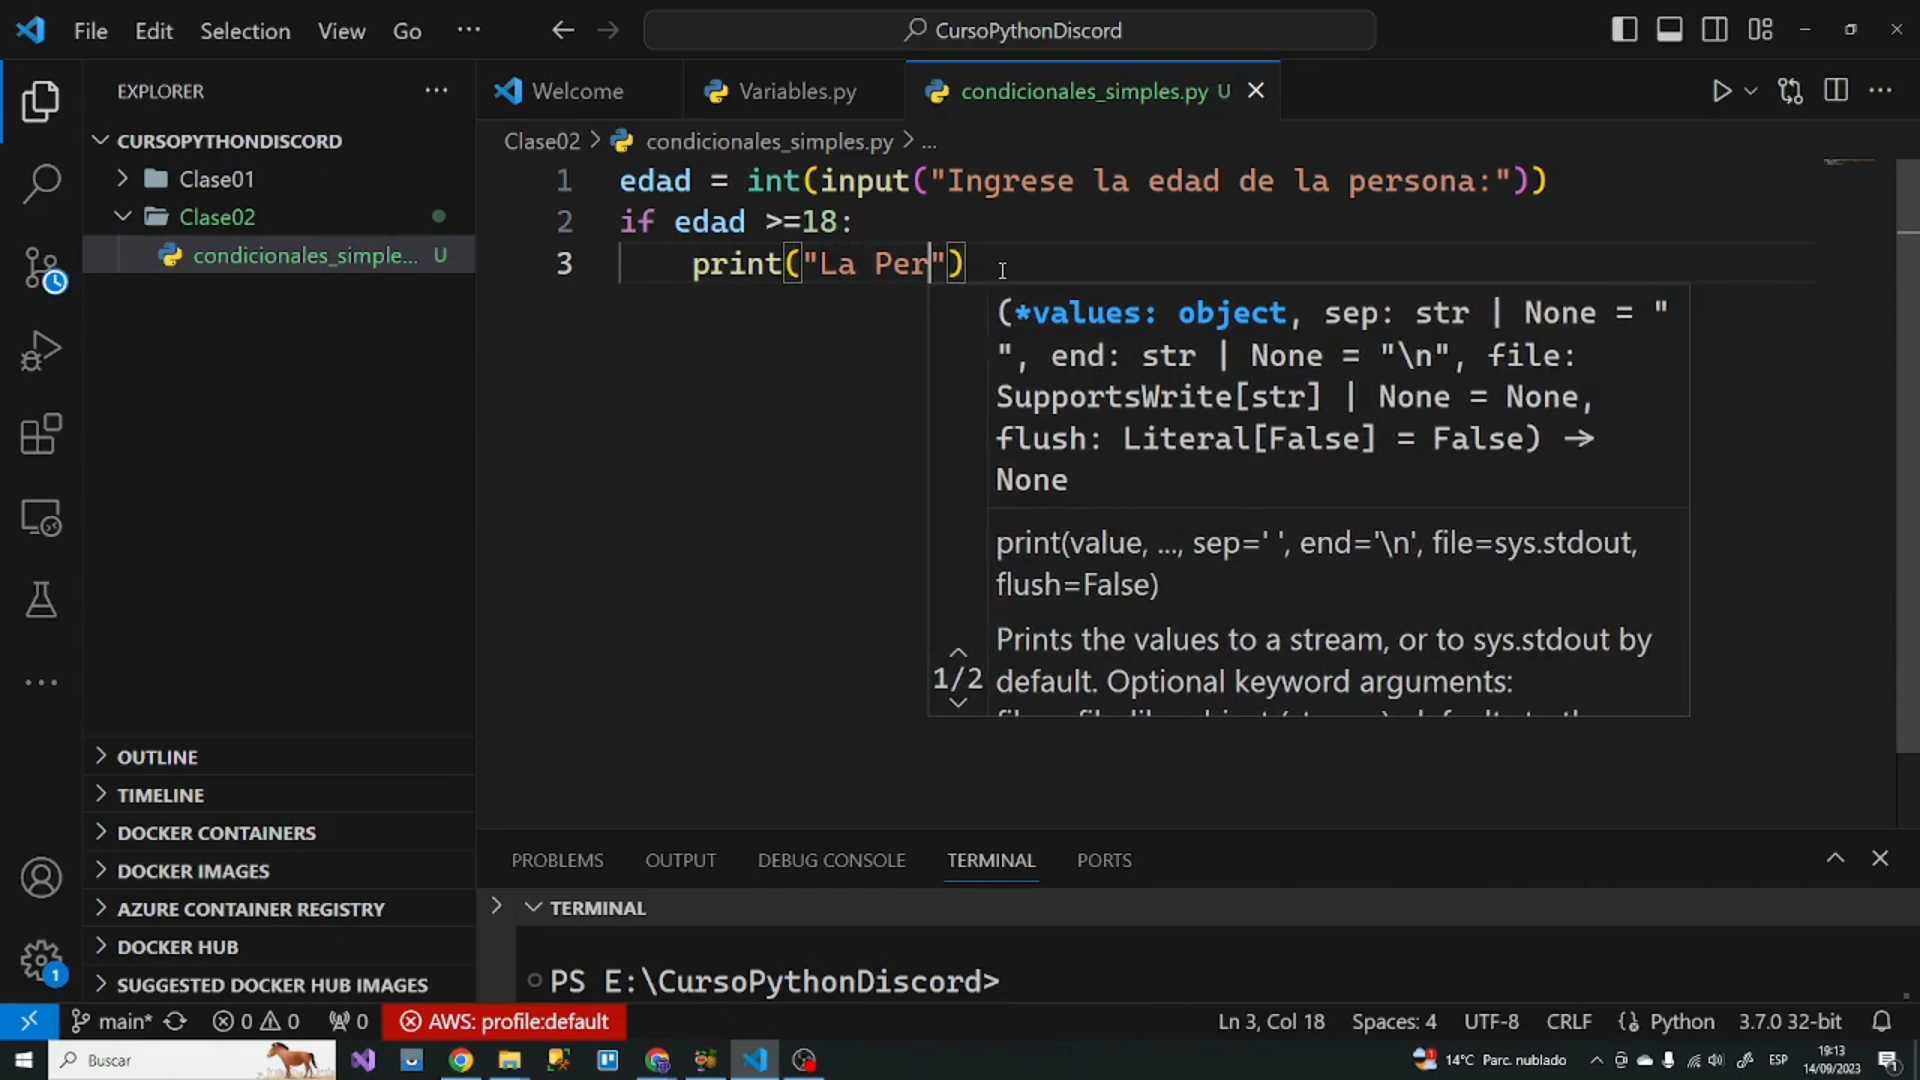 File Edit Selection View Go ··· CursoPythonDiscord
EXPLORER ···
Welcome Variables.py condicionales_simples.py U
CURSOPYTHONDISCORD
Clase01
Clase02
condicionales_simple... U
Clase02 > condicionales_simples.py > ...
1 edad = int(input("Ingrese la edad de la persona:"))
2 if edad >=18:
3 print("La Per")
(*values: object, sep: str | None = "
", end: str | None = "\n", file:
SupportsWrite[str] | None = None,
flush: Literal[False] = False) →
None
print(value, ..., sep=' ', end='\n', file=sys.stdout,
flush=False)
Prints the values to a stream, or to sys.stdout by
1/2 default. Optional keyword arguments:
OUTLINE
TIMELINE
DOCKER CONTAINERS
DOCKER IMAGES
AZURE CONTAINER REGISTRY
DOCKER HUB
SUGGESTED DOCKER HUB IMAGES
1
PROBLEMS OUTPUT DEBUG CONSOLE TERMINAL PORTS
TERMINAL
PS E:\CursoPythonDiscord>
main* 0 0 0 AWS: profile:default Ln 3, Col 18 Spaces: 4 UTF-8 CRLF Python 3.7.0 32-bit
Buscar 14°C Parc. nublado ESP 19:13
14/09/2023 1